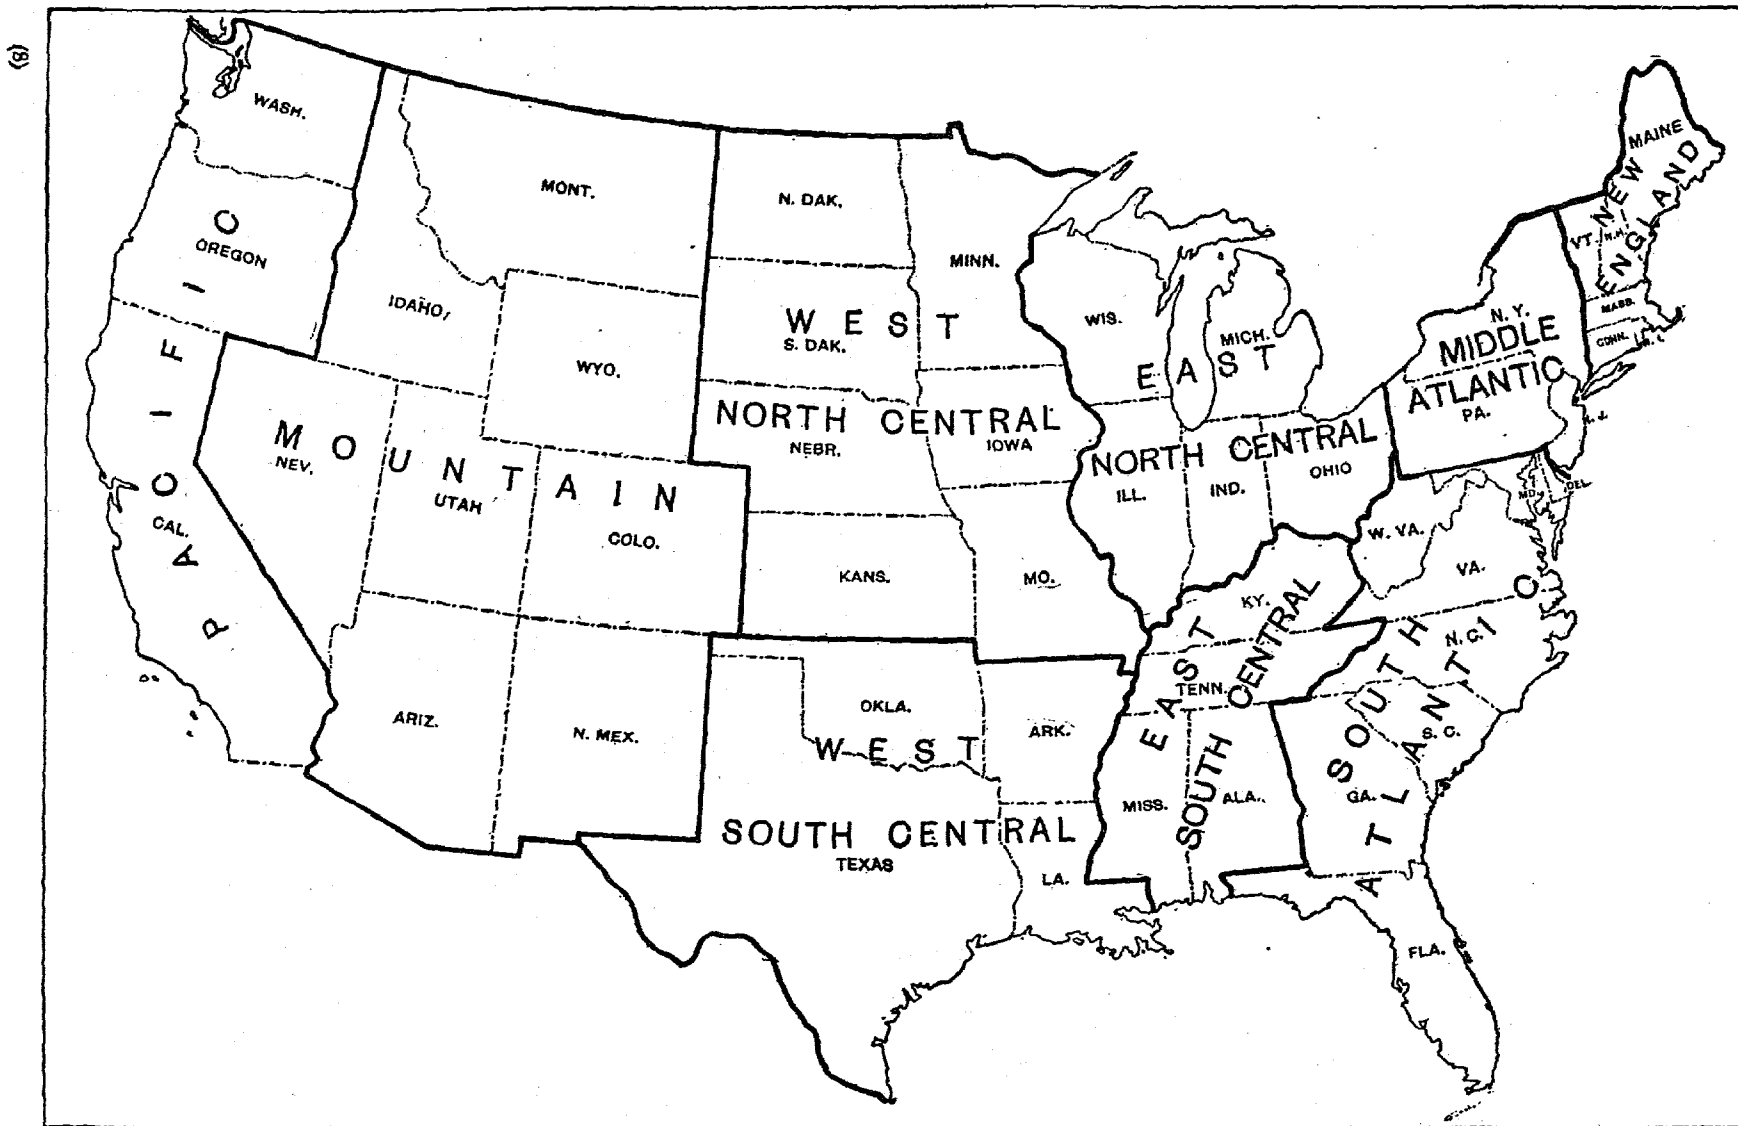 (8)
WASH.
OREGON
CAL.
PACIFIC
MONT.
IDAHO
WYO.
NEV.
UTAH
COLO.
ARIZ.
N. MEX.
MOUNTAIN
N. DAK.
MINN.
S. DAK.
NEBR.
IOWA
KANS.
MO.
WEST
NORTH CENTRAL
WIS.
MICH.
ILL.
IND.
OHIO
EAST
NORTH CENTRAL
OKLA.
ARK.
TEXAS
LA.
WEST
SOUTH CENTRAL
KY.
TENN.
MISS.
ALA.
EAST
SOUTH CENTRAL
W. VA.
VA.
MD.
DEL.
N. C.
S. C.
GA.
FLA.
SOUTH
ATLANTIC
N. Y.
PA.
N. J.
MIDDLE
ATLANTIC
MAINE
VT.
N.H.
MASS.
CONN.
R. I.
NEW
ENGLAND